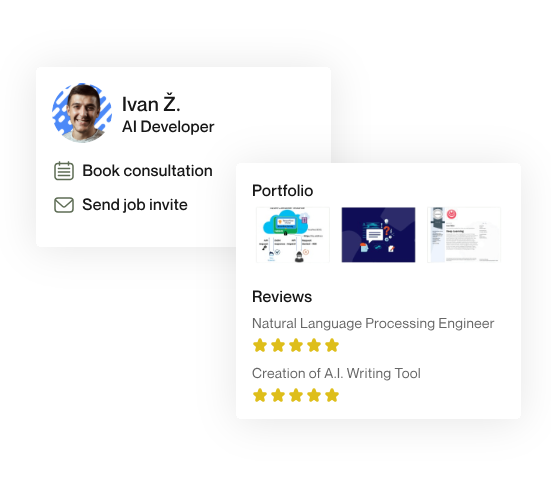 Ivan Ž.
AI Developer
Book consultation
Send job invite
Portfolio
Reviews
Natural Language Processing Engineer
Creation of A.I. Writing Tool